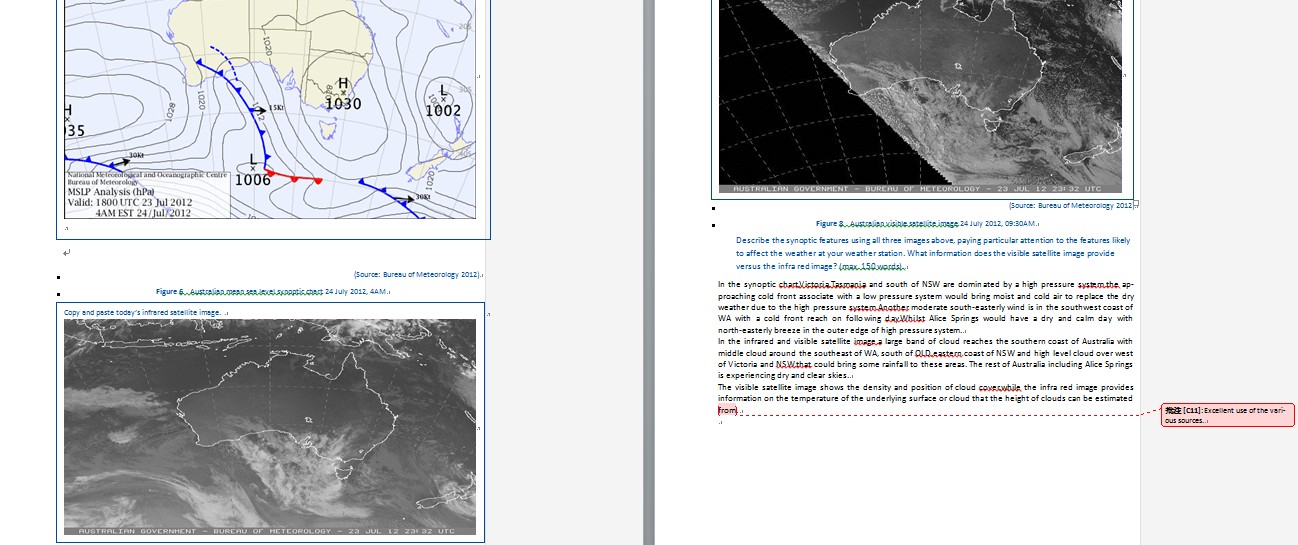 1020
20S
H
1030
1028
1020
15Kt
L
1002
30S
1012
H
035
30Kt
L
1006
40S
1020
30Kt
National Meteorological and Oceanographic Centre
Bureau of Meteorology
MSLP Analysis (hPa)
Valid: 1800 UTC 23 Jul 2012
4AM EST 24/Jul/2012
(Source: Bureau of Meteorology 2012)
Figure 6 . Australian mean sea level synoptic chart 24 July 2012, 4AM.
Copy and paste today's infrared satellite image.
AUSTRALIAN GOVERNMENT - BUREAU OF METEOROLOGY - 23 JUL 12 23:32 UTC
AUSTRALIAN GOVERNMENT - BUREAU OF METEOROLOGY - 23 JUL 12 23:32 UTC
(Source: Bureau of Meteorology 2012)
Figure 8 . Australian visible satellite image 24 July 2012, 09:30AM.
Describe the synoptic features using all three images above, paying particular attention to the features likely
to affect the weather at your weather station. What information does the visible satellite image provide
versus the infra red image? (max. 150 words).
In the synoptic chart,Victoria,Tasmania and south of NSW are dominated by a high pressure system,the ap-
proaching cold front associate with a low pressure system would bring moist and cold air to replace the dry
weather due to the high pressure system.Another moderate south-easterly wind is in the southwest coast of
WA with a cold front reach on following day.Whilst Alice Springs would have a dry and calm day with
north-easterly breeze in the outer edge of high pressure system.
In the infrared and visible satellite image,a large band of cloud reaches the southern coast of Australia with
middle cloud around the southeast of WA, south of QLD,eastern coast of NSW and high level cloud over west
of Victoria and NSW,that could bring some rainfall to these areas. The rest of Australia including Alice Springs
is experiencing dry and clear skies.
The visible satellite image shows the density and position of cloud cover,while the infra red image provides
information on the temperature of the underlying surface or cloud that the height of clouds can be estimated
from.
批注 [C11]: Excellent use of the vari-
ous sources.